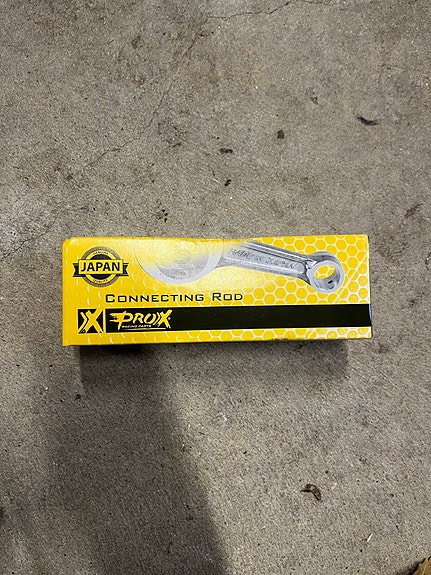 JAPAN
CONNECTING ROD
X PROX
RACING PARTS